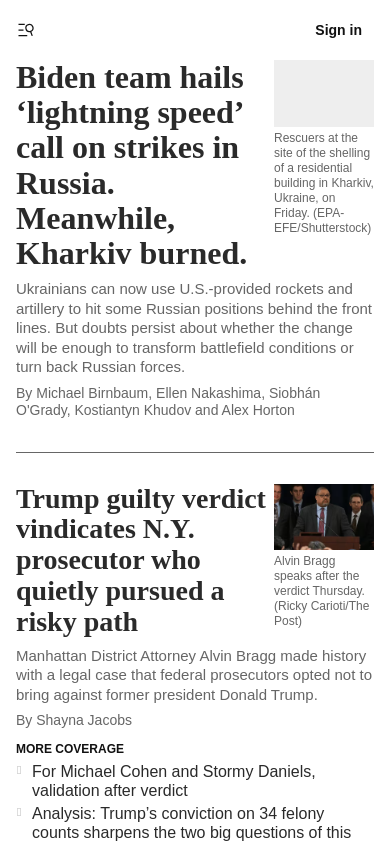 Sign in
Biden team hails
‘lightning speed’
call on strikes in
Russia.
Meanwhile,
Kharkiv burned.
Rescuers at the
site of the shelling
of a residential
building in Kharkiv,
Ukraine, on
Friday. (EPA-
EFE/Shutterstock)
Ukrainians can now use U.S.-provided rockets and
artillery to hit some Russian positions behind the front
lines. But doubts persist about whether the change
will be enough to transform battlefield conditions or
turn back Russian forces.
By Michael Birnbaum, Ellen Nakashima, Siobhán
O'Grady, Kostiantyn Khudov and Alex Horton
Trump guilty verdict
vindicates N.Y.
prosecutor who
quietly pursued a
risky path
Alvin Bragg
speaks after the
verdict Thursday.
(Ricky Carioti/The
Post)
Manhattan District Attorney Alvin Bragg made history
with a legal case that federal prosecutors opted not to
bring against former president Donald Trump.
By Shayna Jacobs
MORE COVERAGE
For Michael Cohen and Stormy Daniels,
validation after verdict
Analysis: Trump’s conviction on 34 felony
counts sharpens the two big questions of this